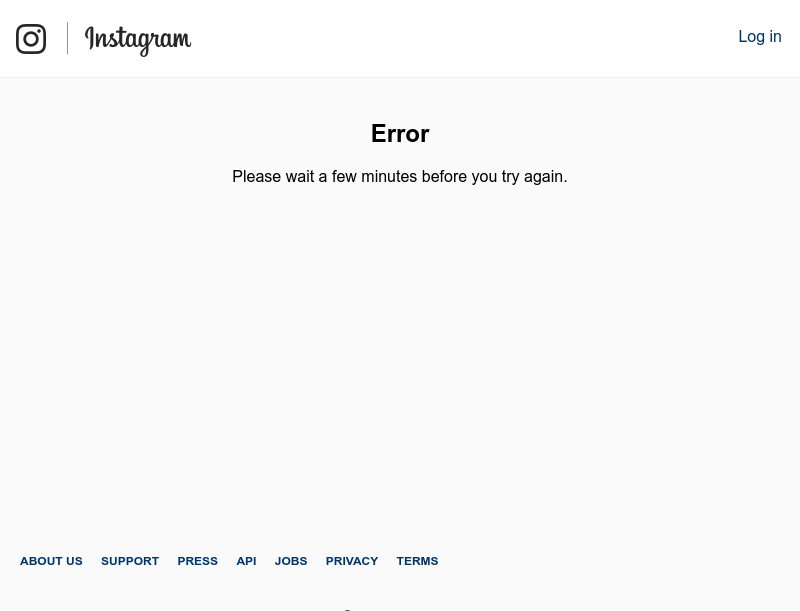 Instagram
Log in
Error
Please wait a few minutes before you try again.
ABOUT US SUPPORT PRESS API JOBS PRIVACY TERMS